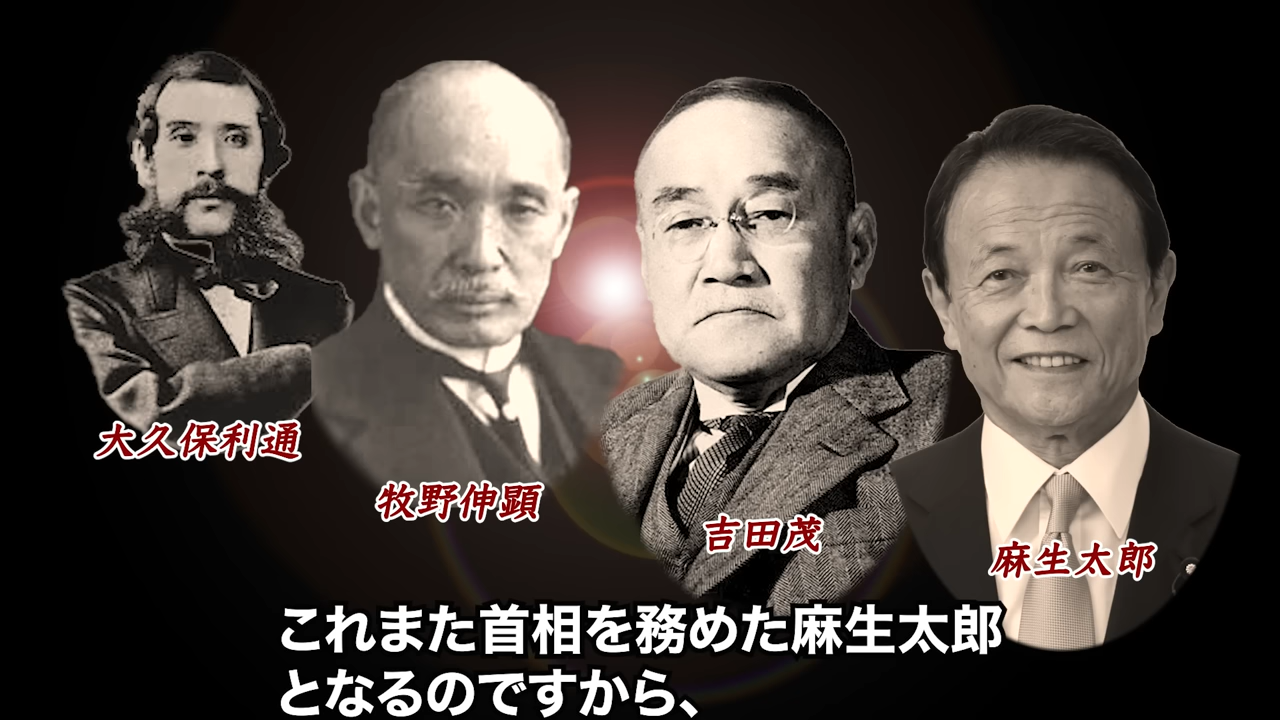 大久保利通
牧野伸顕
吉田茂
麻生太郎
これまた首相を務めた麻生太郎
となるのですから、